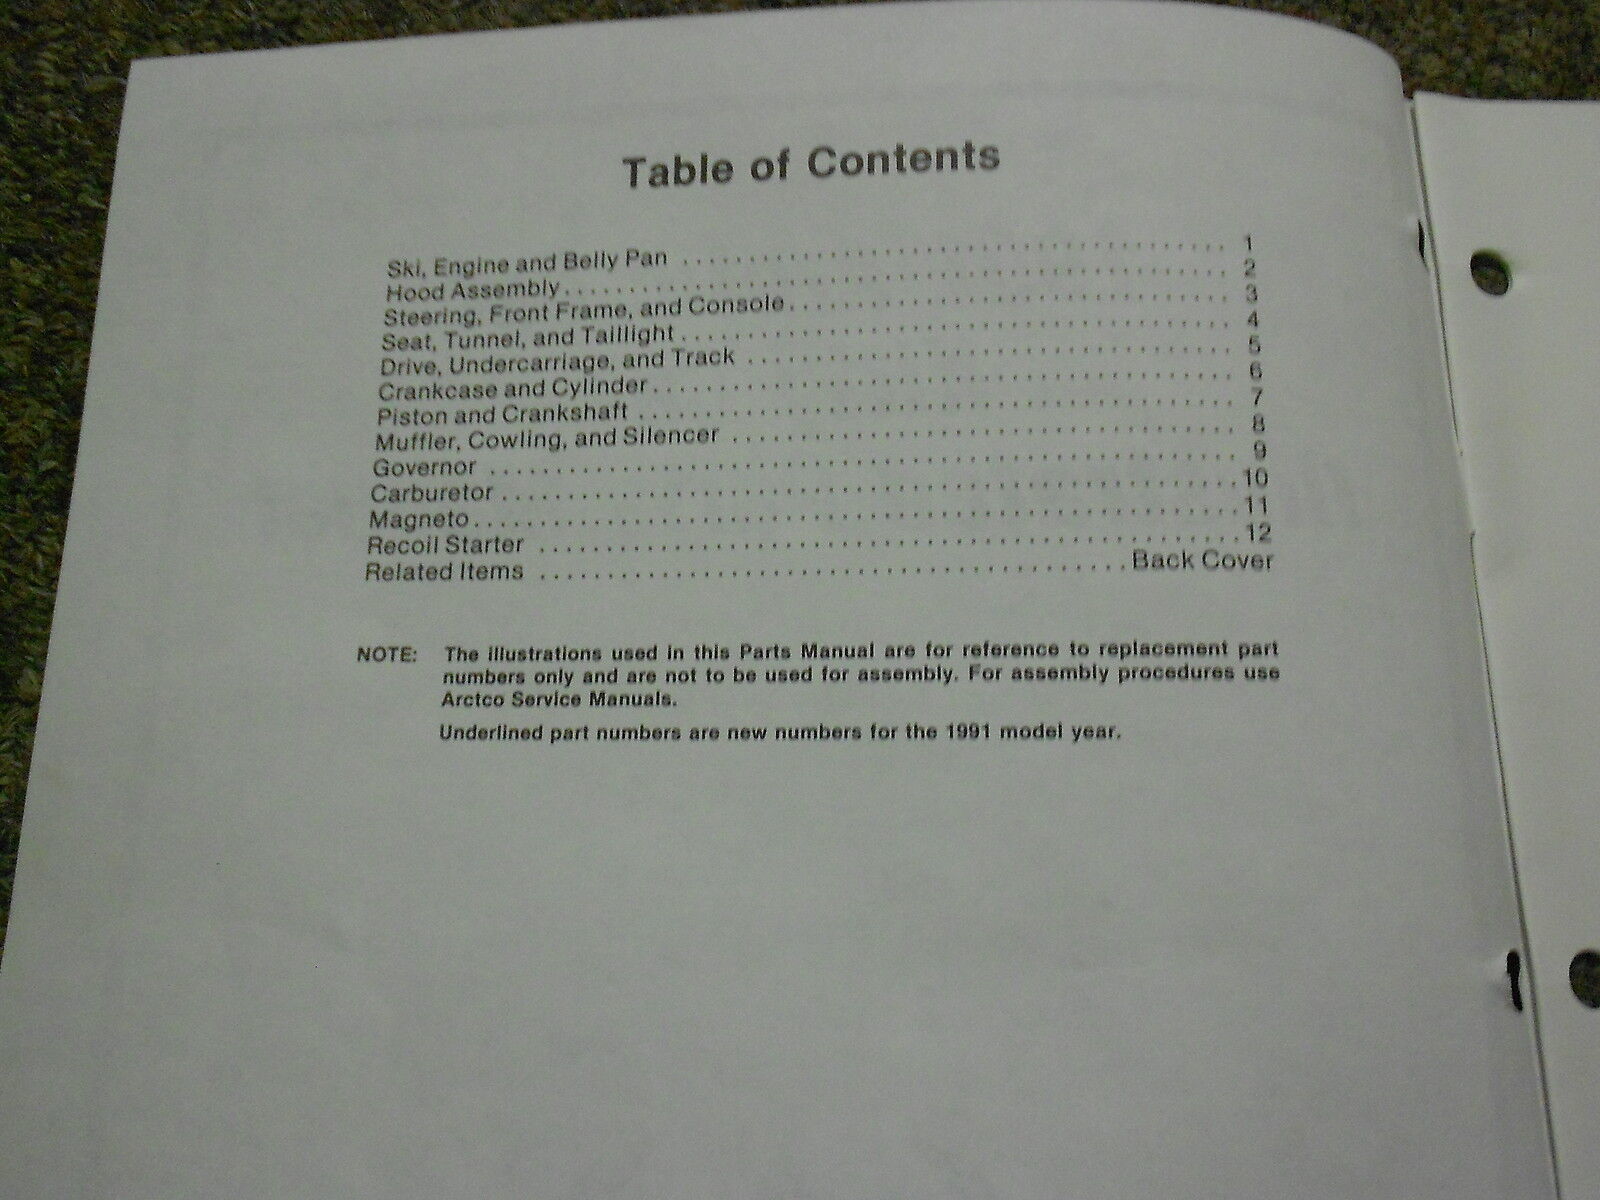 Table of Contents
Ski, Engine and Belly Pan ........................................ 1
Hood Assembly ................................................. 2
Steering, Front Frame, and Console ................................ 3
Seat, Tunnel, and Taillight ........................................ 4
Drive, Undercarriage, and Track .................................... 5
Crankcase and Cylinder ........................................... 6
Piston and Crankshaft ............................................ 7
Muffler, Cowling, and Silencer ..................................... 8
Governor ....................................................... 9
Carburetor ...................................................... 10
Magneto ........................................................ 11
Recoil Starter .................................................... 12
Related Items ............................................ Back Cover
NOTE: The illustrations used in this Parts Manual are for reference to replacement part
numbers only and are not to be used for assembly. For assembly procedures use
Arctco Service Manuals.
Underlined part numbers are new numbers for the 1991 model year.